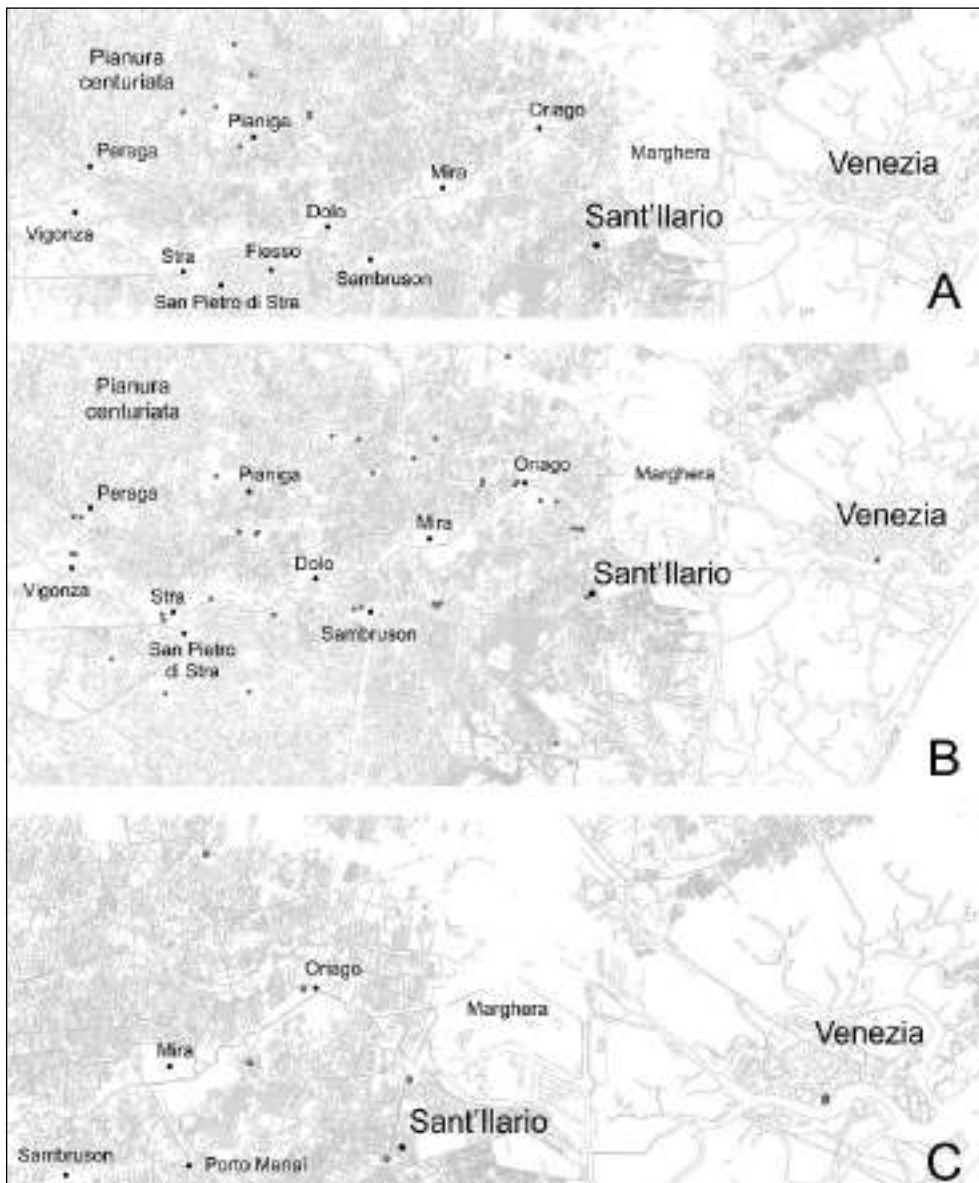 Pianura
centuriata
Pianiga
Oriago
Peraga
Marghera
Venezia
Mira
Dolo
Sant'Ilario
Vigonza
Stra
Fiesso
Sambruson
San Pietro di Stra
A
Pianura
centuriata
Pianiga
Oriago
Marghera
Peraga
Venezia
Mira
Dolo
Sant'Ilario
Vigonza
Stra
Sambruson
San Pietro
di Stra
B
Oriago
Marghera
Venezia
Mira
Sant'Ilario
Sambruson
Porto Menai
C